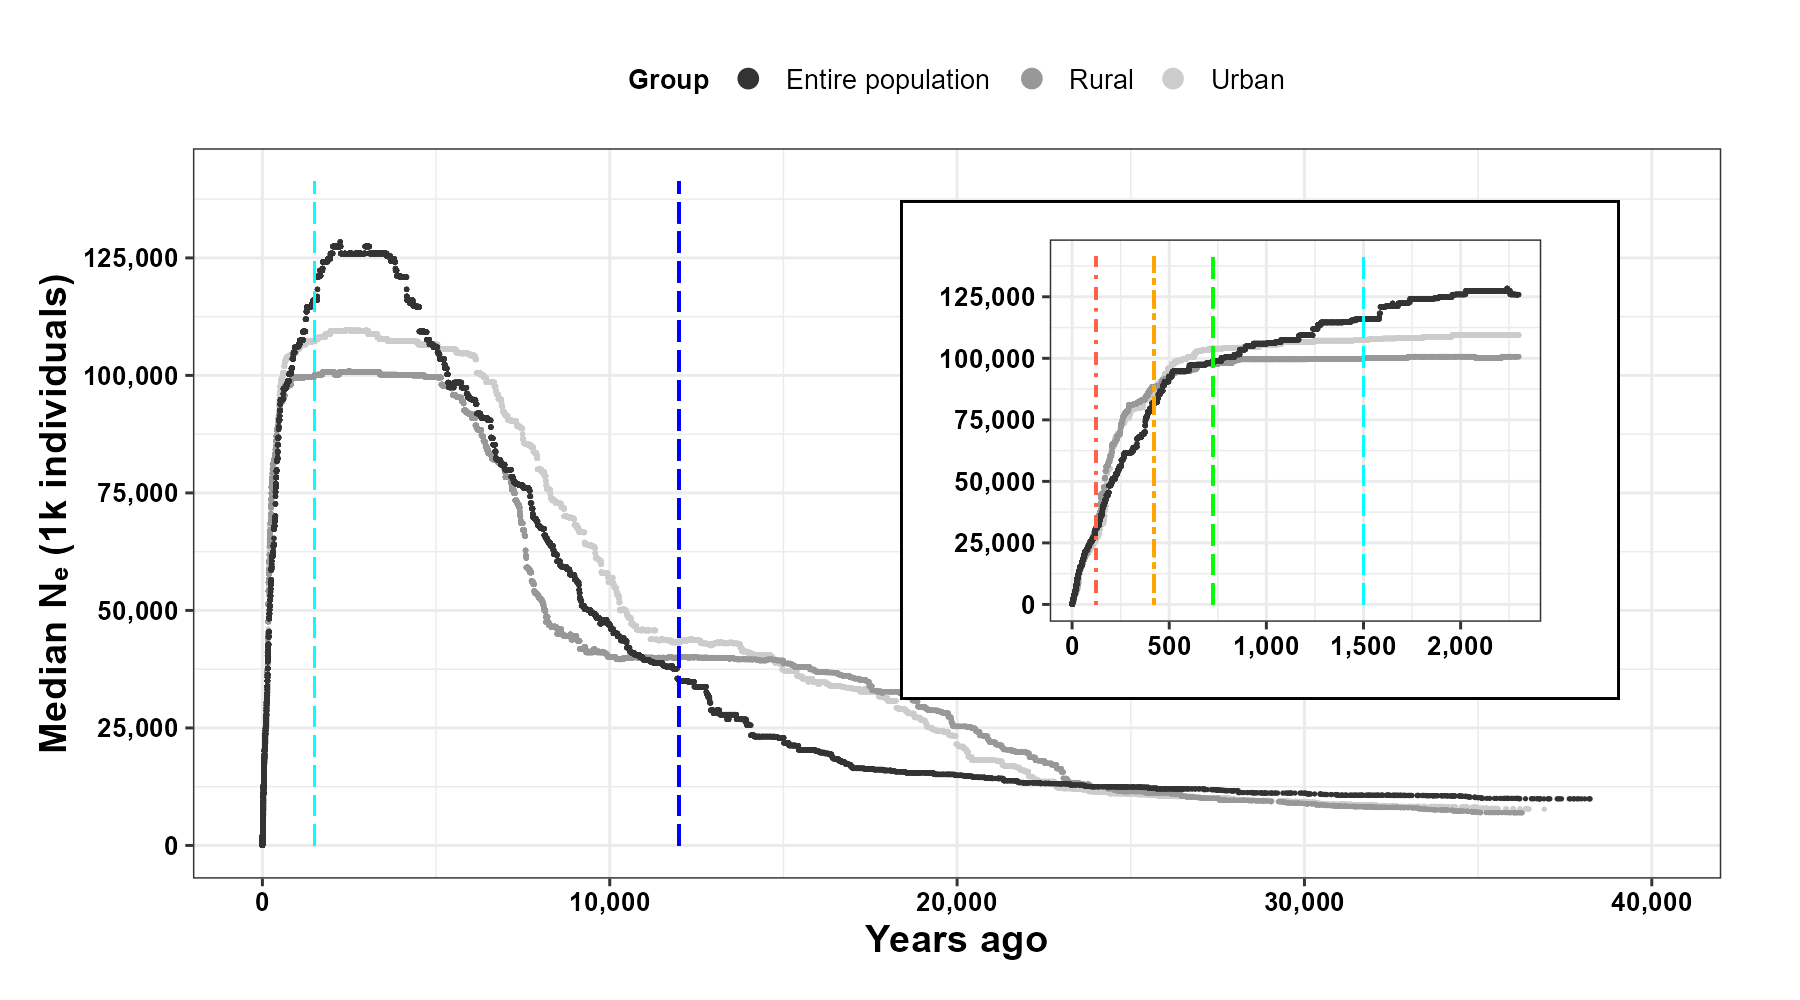 Group Entire population Rural Urban
Median Nₑ (1k individuals)
125,000
100,000
75,000
50,000
25,000
0
0 10,000 20,000 30,000 40,000
Years ago
125,000
100,000
75,000
50,000
25,000
0
0 500 1,000 1,500 2,000